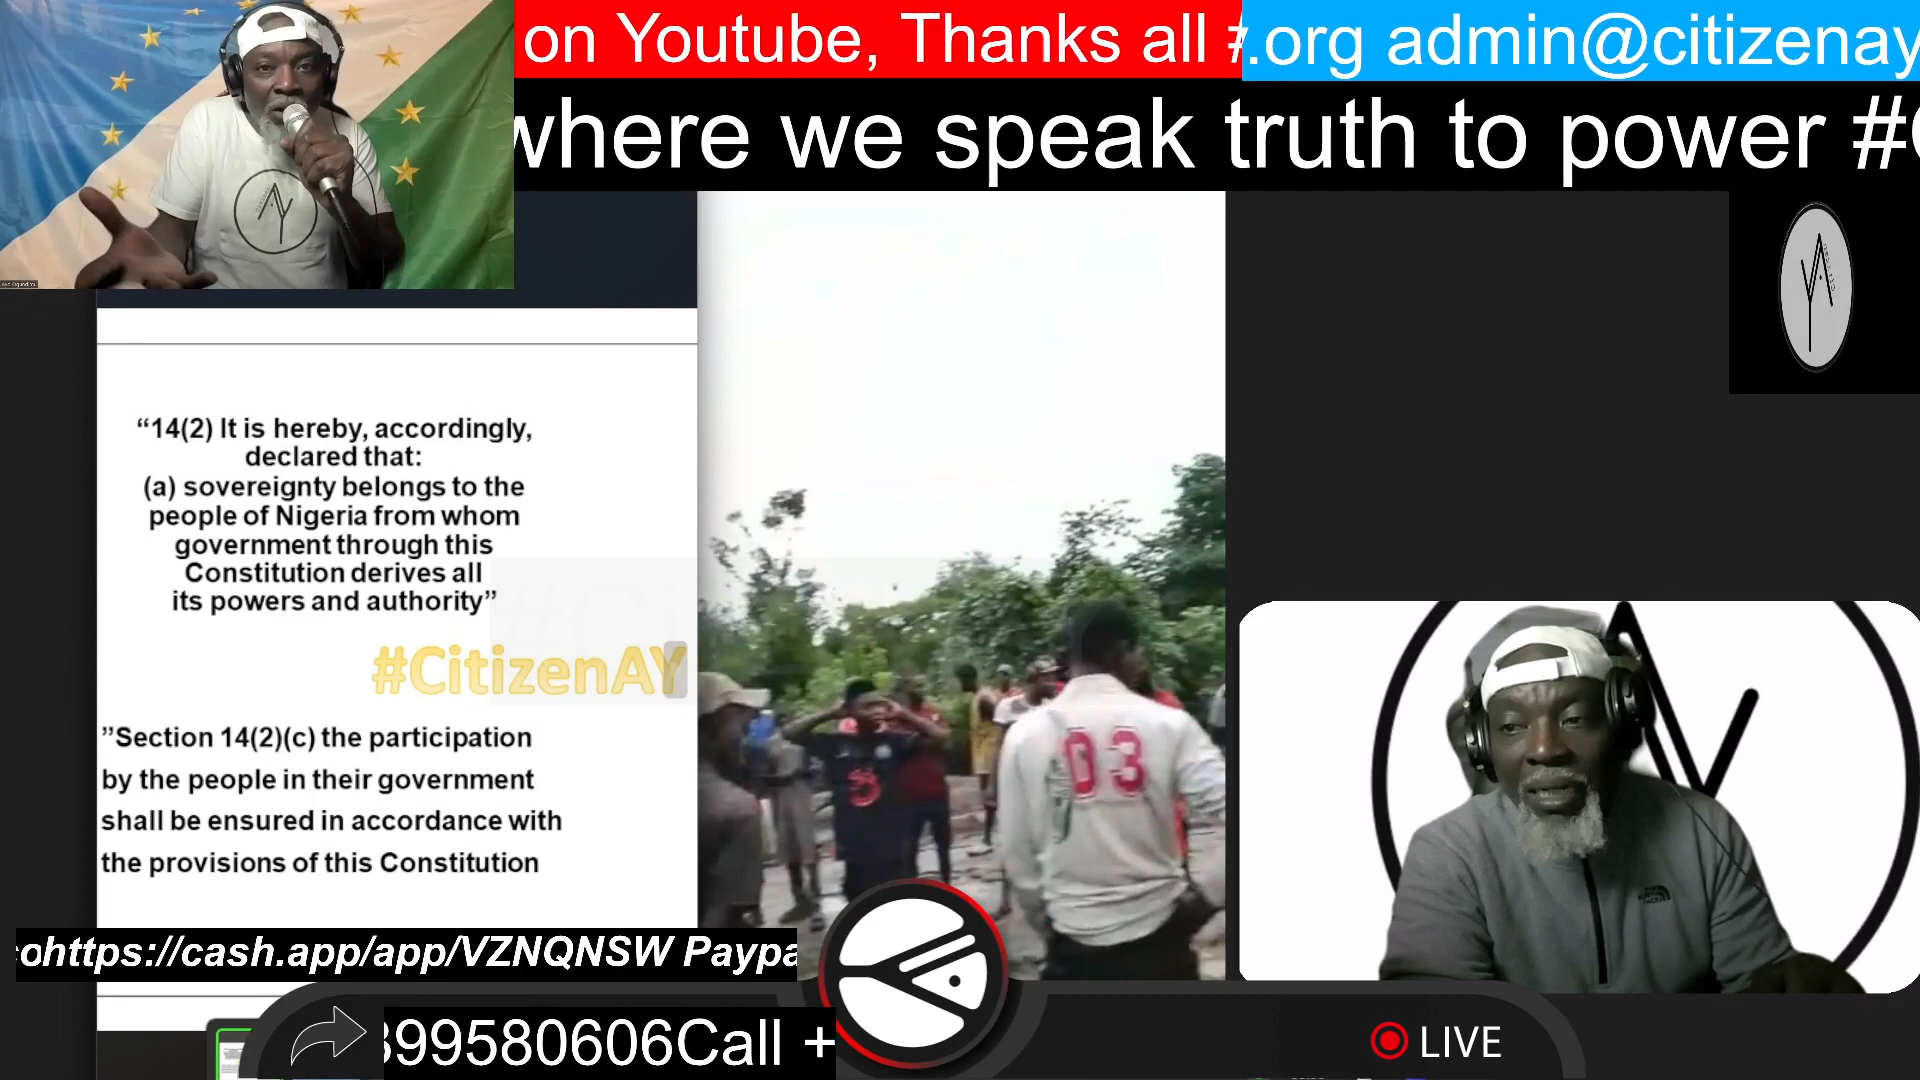 on Youtube, Thanks all #
.org admin@citizenay
where we speak truth to power #
“14(2) It is hereby, accordingly,
declared that:
(a) sovereignty belongs to the
people of Nigeria from whom
government through this
Constitution derives all
its powers and authority”
#CitizenAY
”Section 14(2)(c) the participation
by the people in their government
shall be ensured in accordance with
the provisions of this Constitution
03
https://cash.app/app/VZNQNSW Paypa
399580606Call +
LIVE